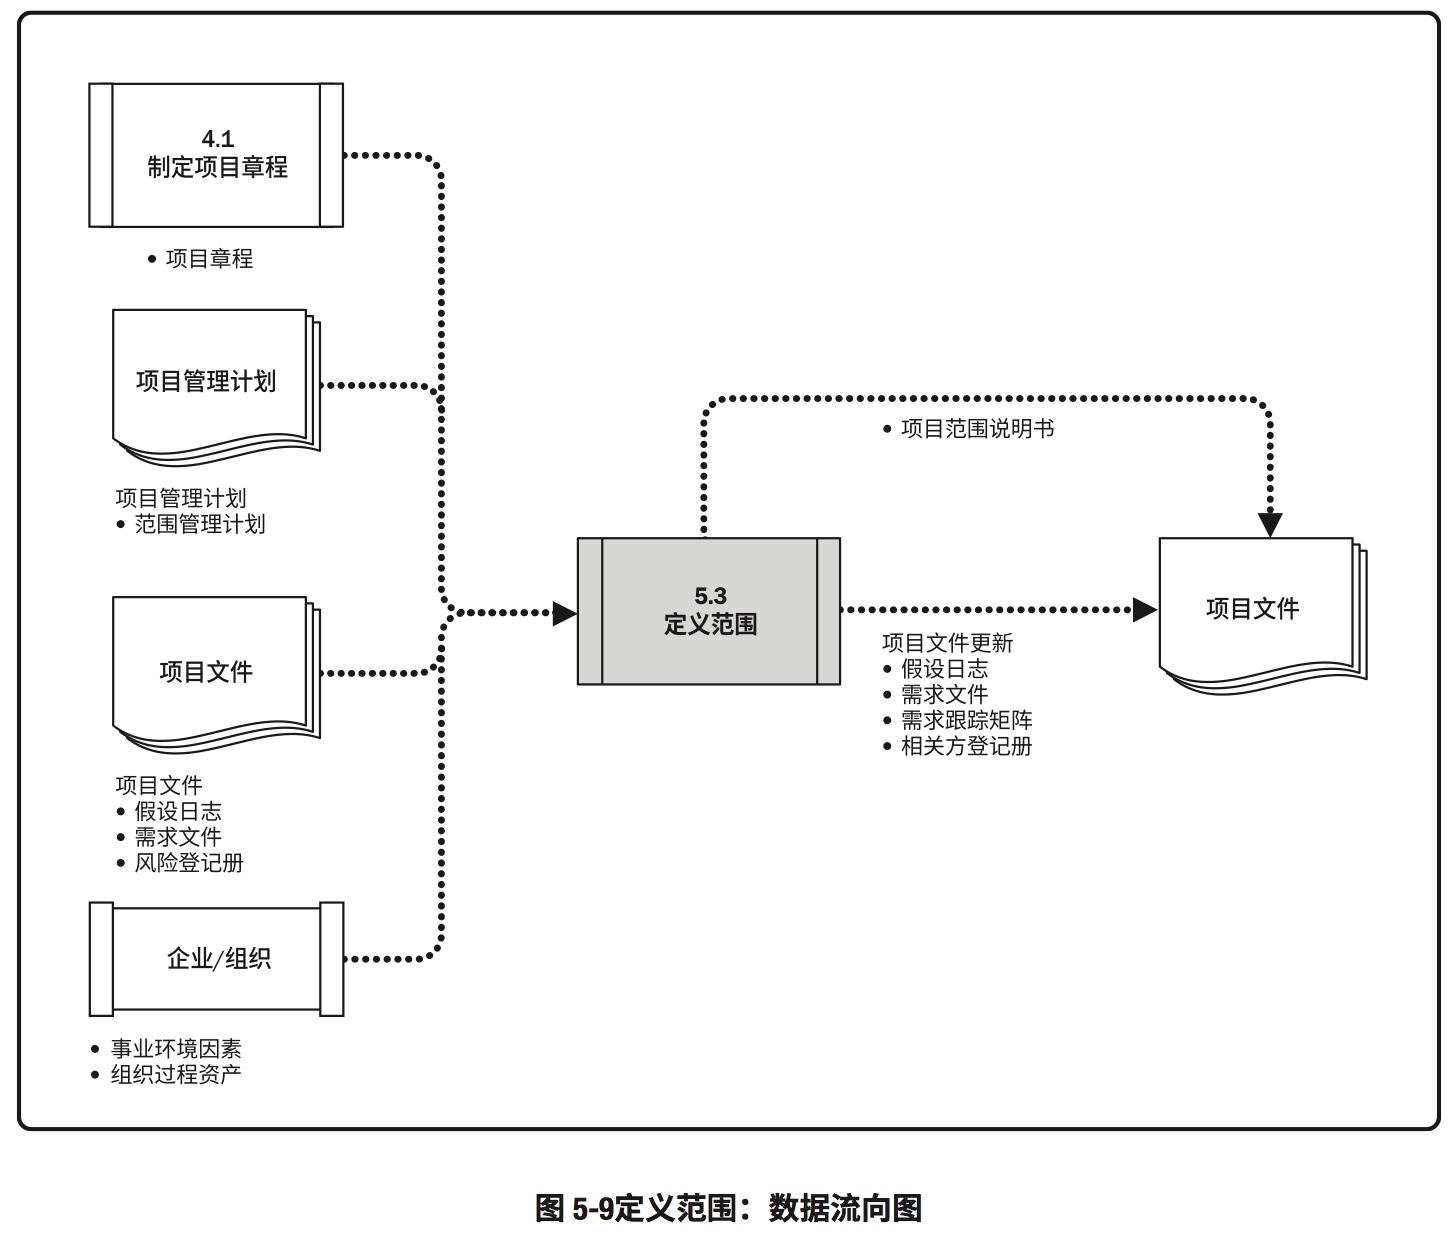 4.1
制定项目章程
• 项目章程
项目管理计划
项目管理计划
• 范围管理计划
项目文件
项目文件
• 假设日志
• 需求文件
• 风险登记册
企业/组织
• 事业环境因素
• 组织过程资产
5.3
定义范围
• 项目范围说明书
项目文件更新
• 假设日志
• 需求文件
• 需求跟踪矩阵
• 相关方登记册
项目文件
图 5-9定义范围：数据流向图